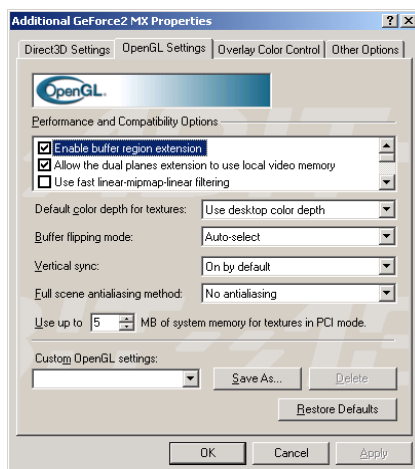 Additional GeForce2 MX Properties
Direct3D Settings OpenGL Settings Overlay Color Control Other Options
OpenGL.
Performance and Compatibility Options
Enable buffer region extension
Allow the dual planes extension to use local video memory
Use fast linear-mipmap-linear filtering
Default color depth for textures: Use desktop color depth
Buffer flipping mode: Auto-select
Vertical sync: On by default
Full scene antialiasing method: No antialiasing
Use up to 5 MB of system memory for textures in PCI mode.
Custom OpenGL settings:
Save As... Delete
Restore Defaults
OK Cancel Apply